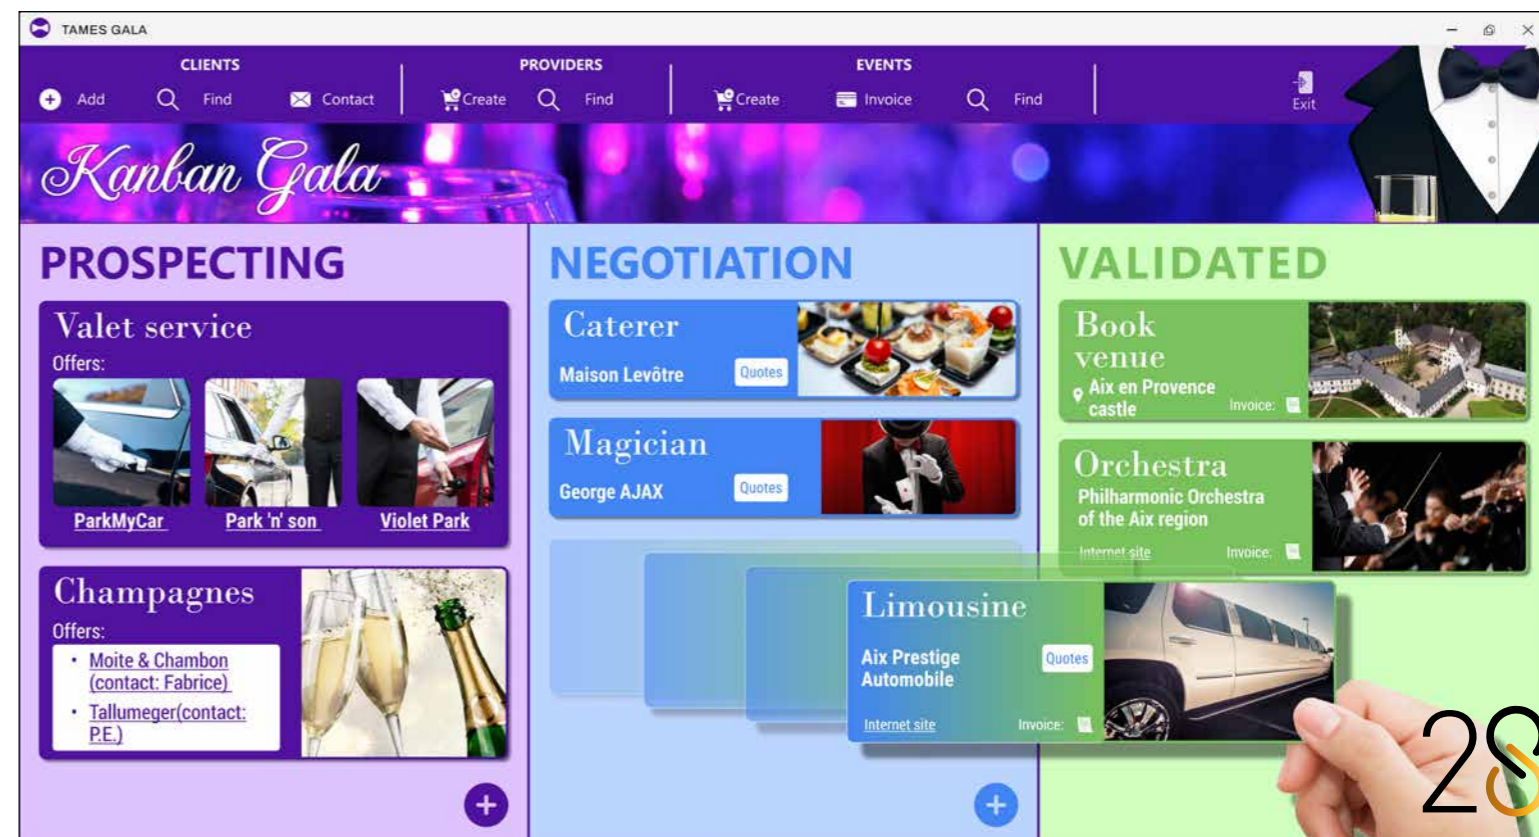 TAMES GALA
CLIENTS
Add Find Contact
PROVIDERS
Create Find
EVENTS
Create Invoice Find
Exit
Kanban Gala
PROSPECTING
Valet service
Offers:
ParkMyCar
Park 'n' son
Violet Park
Champagnes
Offers:
• Moite & Chambon
(contact: Fabrice)
• Tallumeger(contact:
P.E.)
+
NEGOTIATION
Caterer
Maison Levôtre
Quotes
Magician
George AJAX
Quotes
Limousine
Aix Prestige
Automobile
Quotes
Internet site
Invoice:
+
VALIDATED
Book
venue
Aix en Provence
castle
Invoice:
Orchestra
Philharmonic Orchestra
of the Aix region
Internet site
Invoice:
28